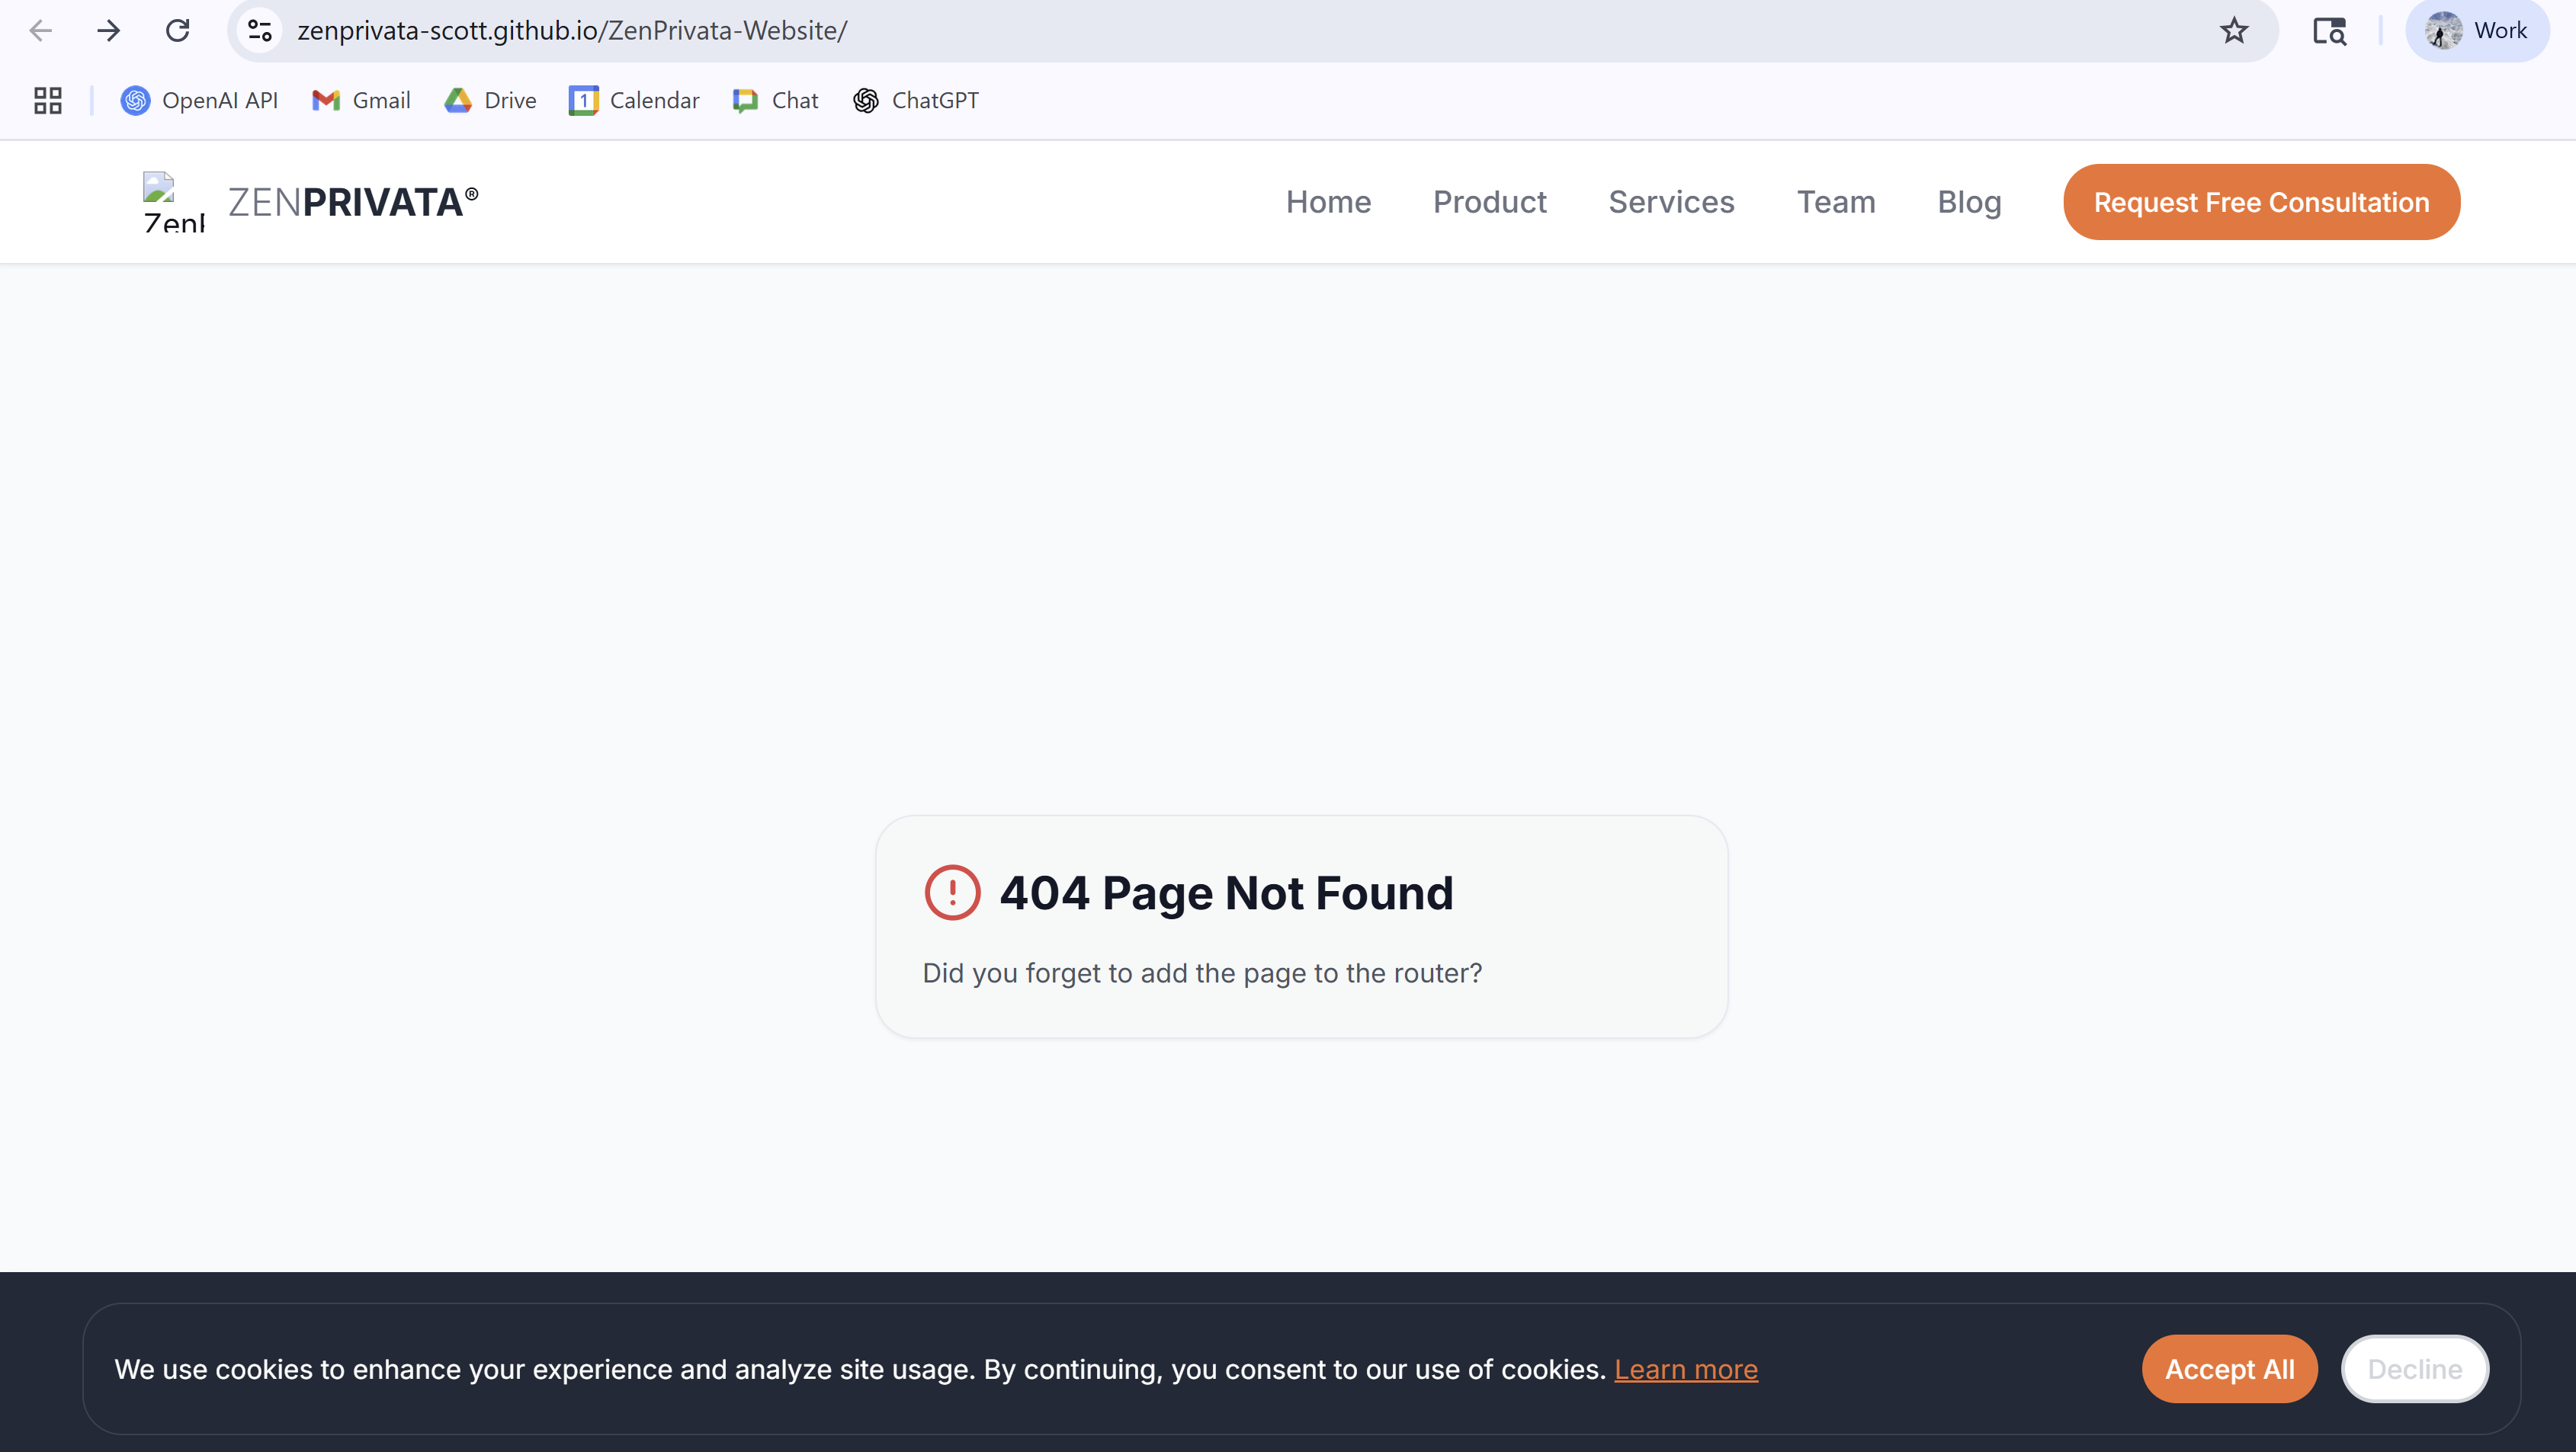 zenprivata-scott.github.io/ZenPrivata-Website/
Work
OpenAI API
Gmail
Drive
1
Calendar
Chat
ChatGPT
ZENPRIVATA®
Home
Product
Services
Team
Blog
Request Free Consultation
404 Page Not Found
Did you forget to add the page to the router?
We use cookies to enhance your experience and analyze site usage. By continuing, you consent to our use of cookies. Learn more
Accept All
Decline